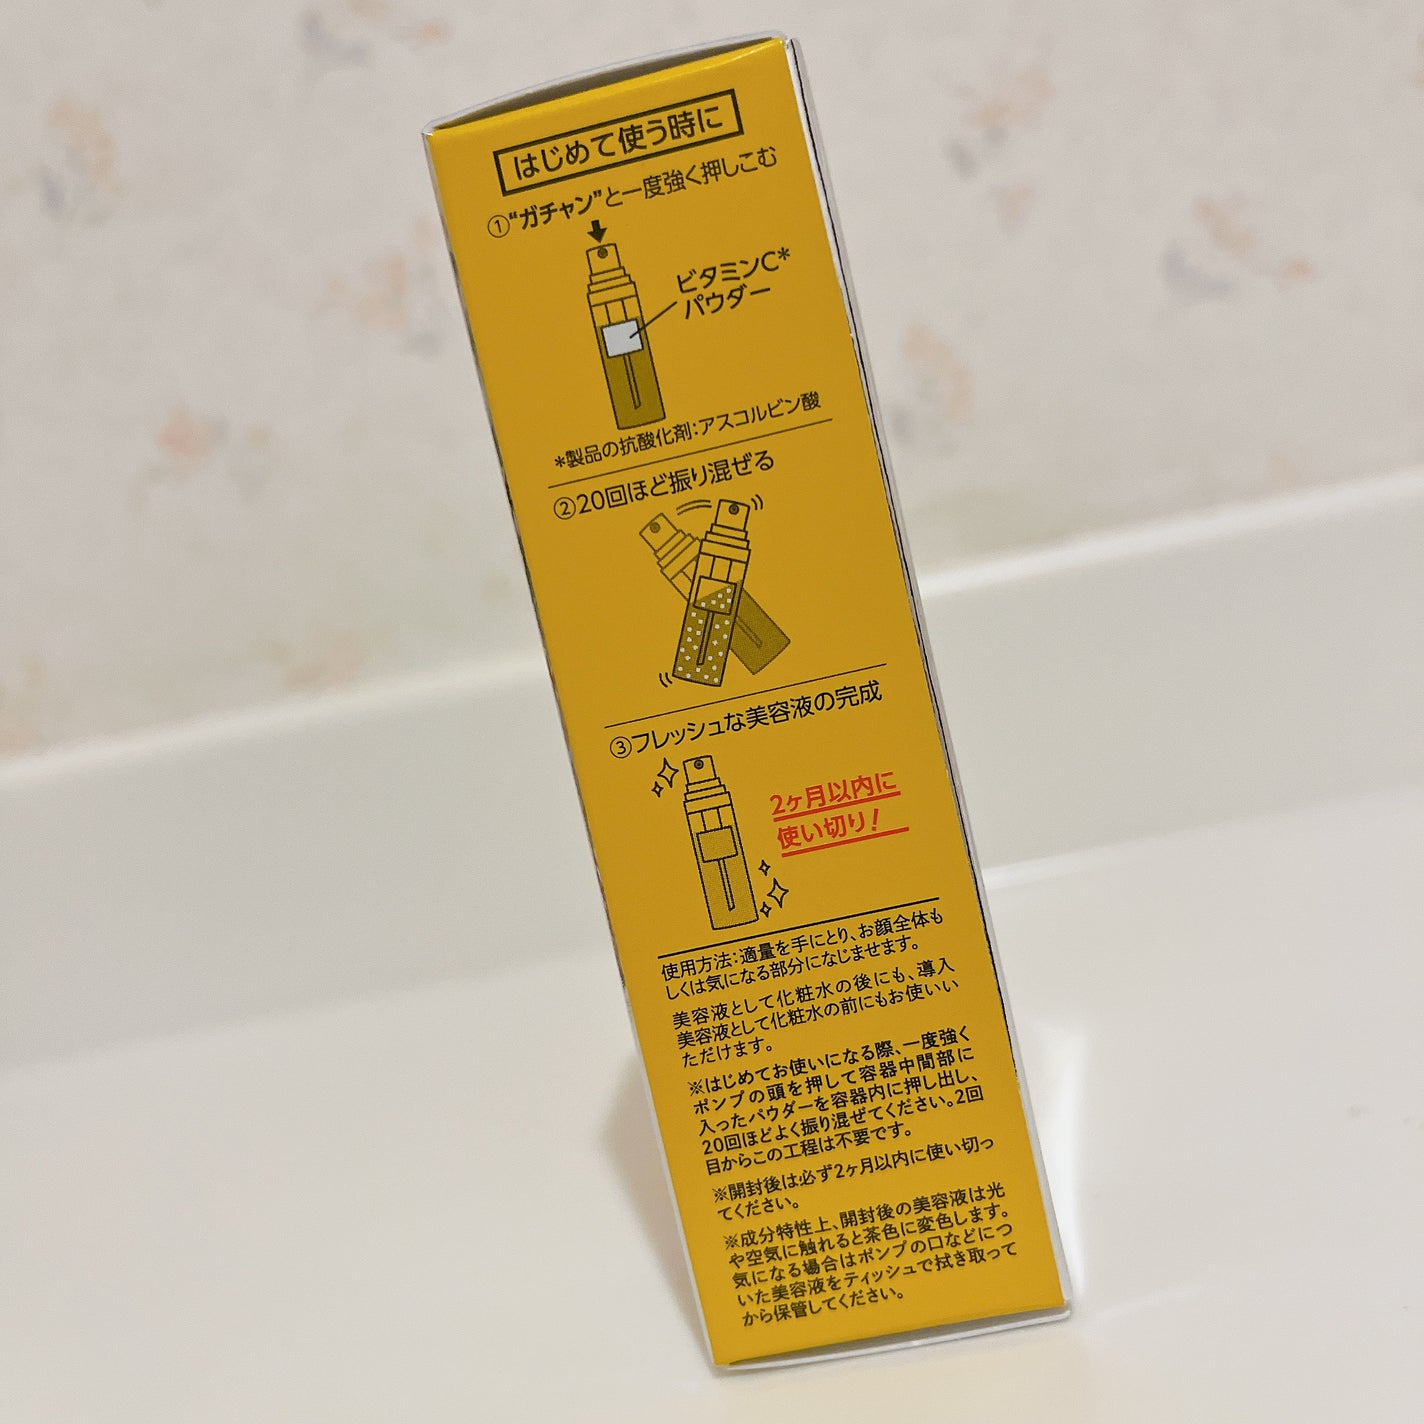 はじめて使う時に
①“ガチャン”と一度強く押しこむ
ビタミンC*
パウダー
*製品の抗酸化剤：アスコルビン酸
②20回ほど振り混ぜる
③フレッシュな美容液の完成
2ヶ月以内に
使い切り！
使用方法：適量を手にとり、お顔全体も
しくは気になる部分になじませます。
美容液として化粧水の後にも、導入
美容液として化粧水の前にもお使いい
ただけます。
※はじめてお使いになる際、一度強く
ポンプの頭を押して容器中間部に
入ったパウダーを容器内に押し出し、
20回ほどよく振り混ぜてください。2回
目からこの工程は不要です。
※開封後は必ず2ヶ月以内に使い切っ
てください。
※成分特性上、開封後の美容液は光
や空気に触れると茶色に変色します。
気になる場合はポンプの口などにつ
いた美容液をティッシュで拭き取って
から保管してください。